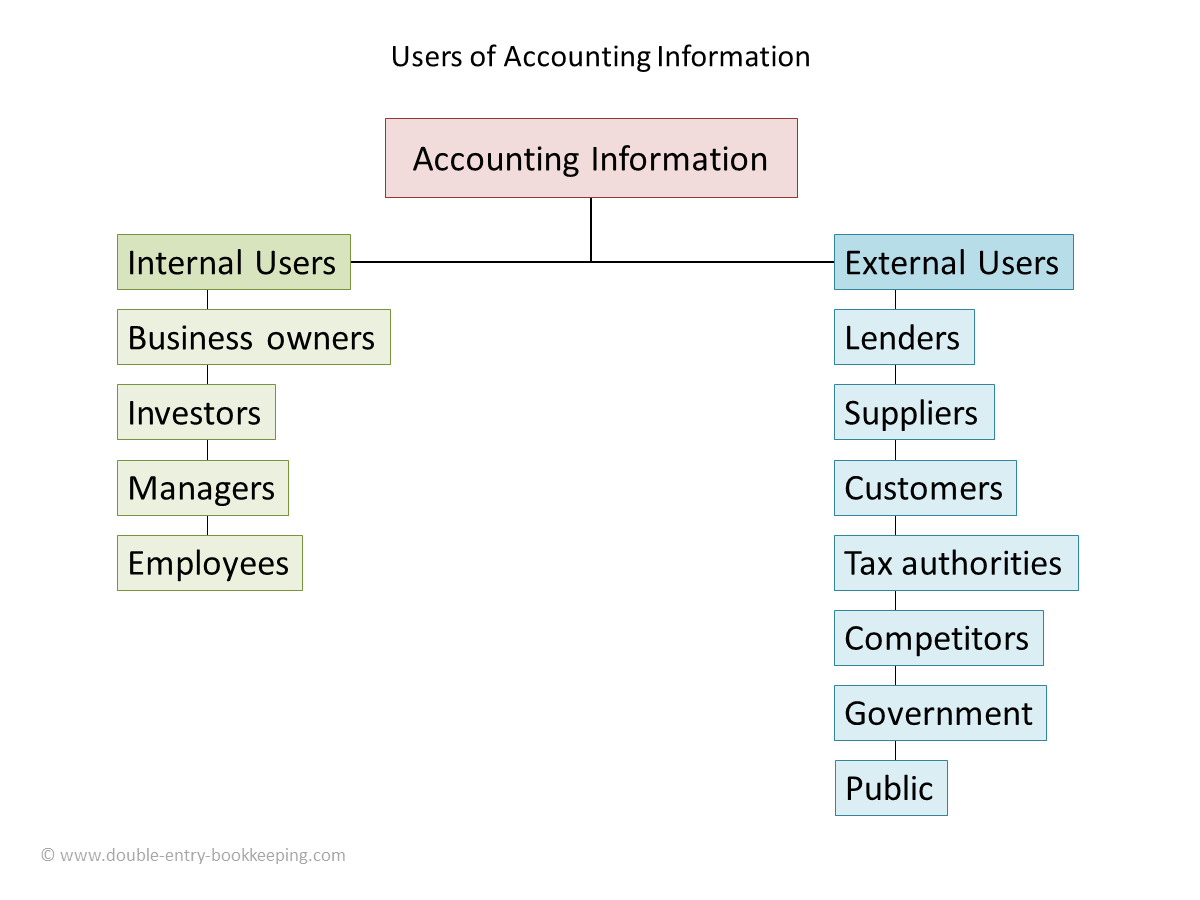 Users of Accounting Information
Accounting Information
Internal Users
Business owners
Investors
Managers
Employees
External Users
Lenders
Suppliers
Customers
Tax authorities
Competitors
Government
Public
© www.double-entry-bookkeeping.com